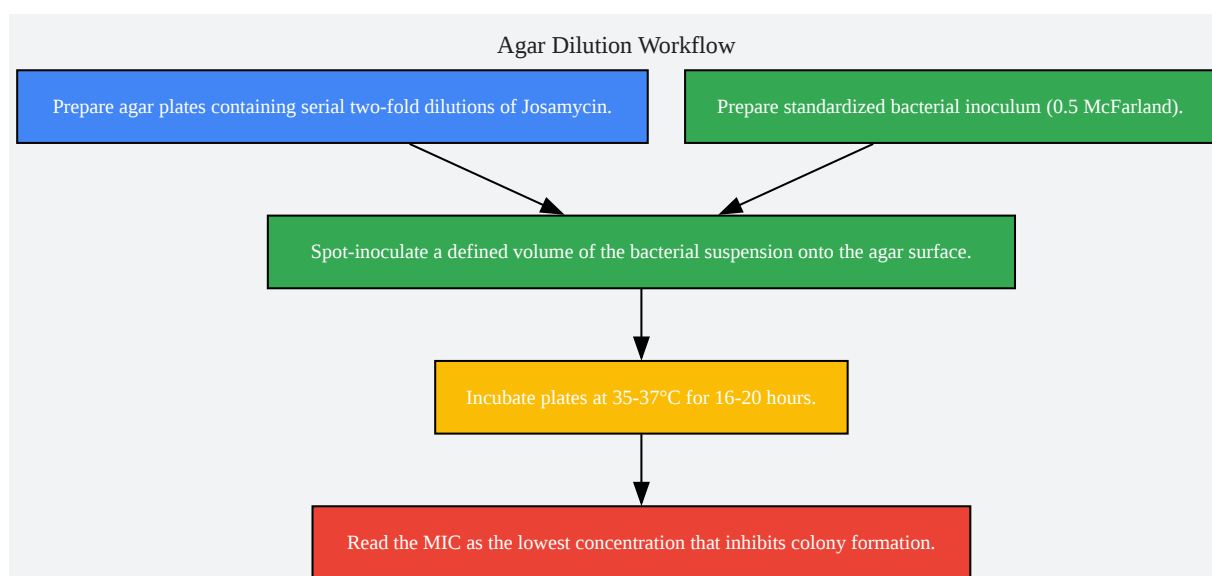 Agar Dilution Workflow
Prepare agar plates containing serial two-fold dilutions of Josamycin.
Prepare standardized bacterial inoculum (0.5 McFarland).
Spot-inoculate a defined volume of the bacterial suspension onto the agar surface.
Incubate plates at 35-37°C for 16-20 hours.
Read the MIC as the lowest concentration that inhibits colony formation.